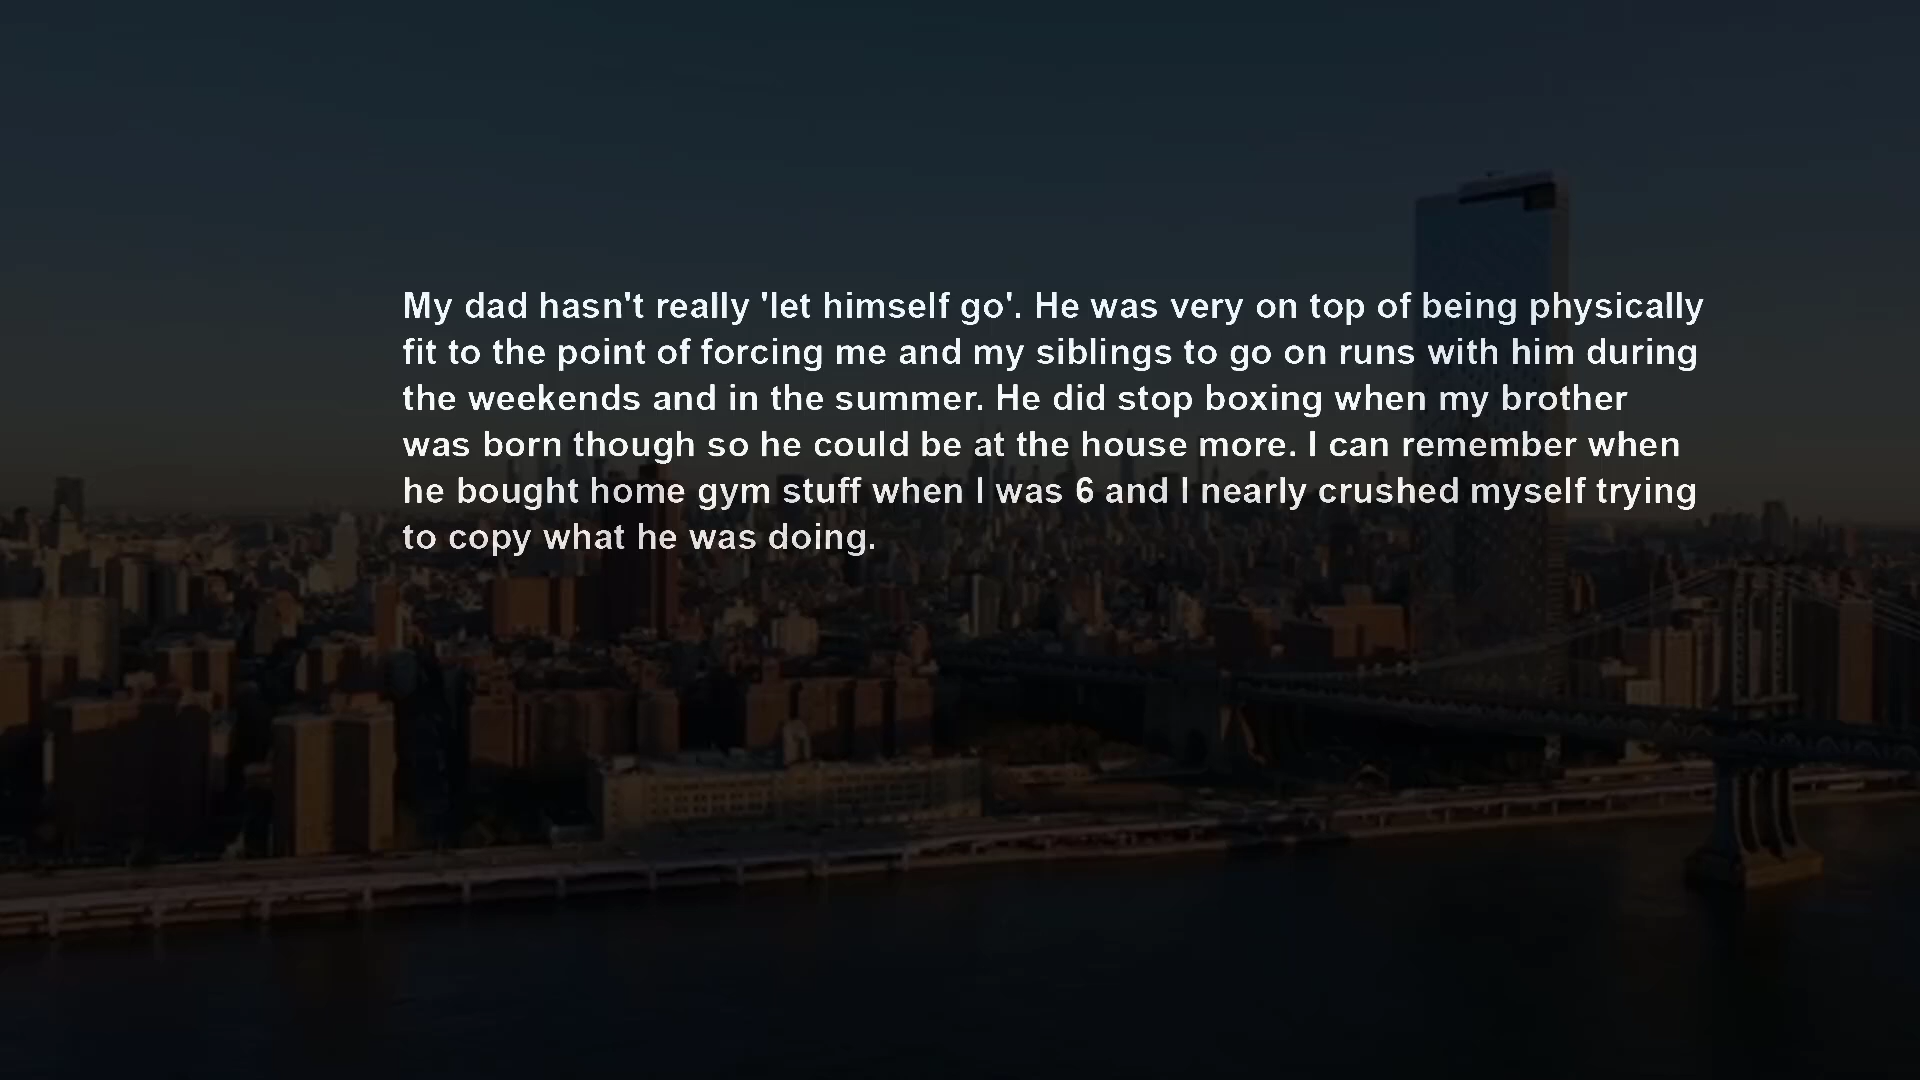 My dad hasn't really 'let himself go'. He was very on top of being physically
fit to the point of forcing me and my siblings to go on runs with him during
the weekends and in the summer. He did stop boxing when my brother
was born though so he could be at the house more. I can remember when
he bought home gym stuff when I was 6 and I nearly crushed myself trying
to copy what he was doing.